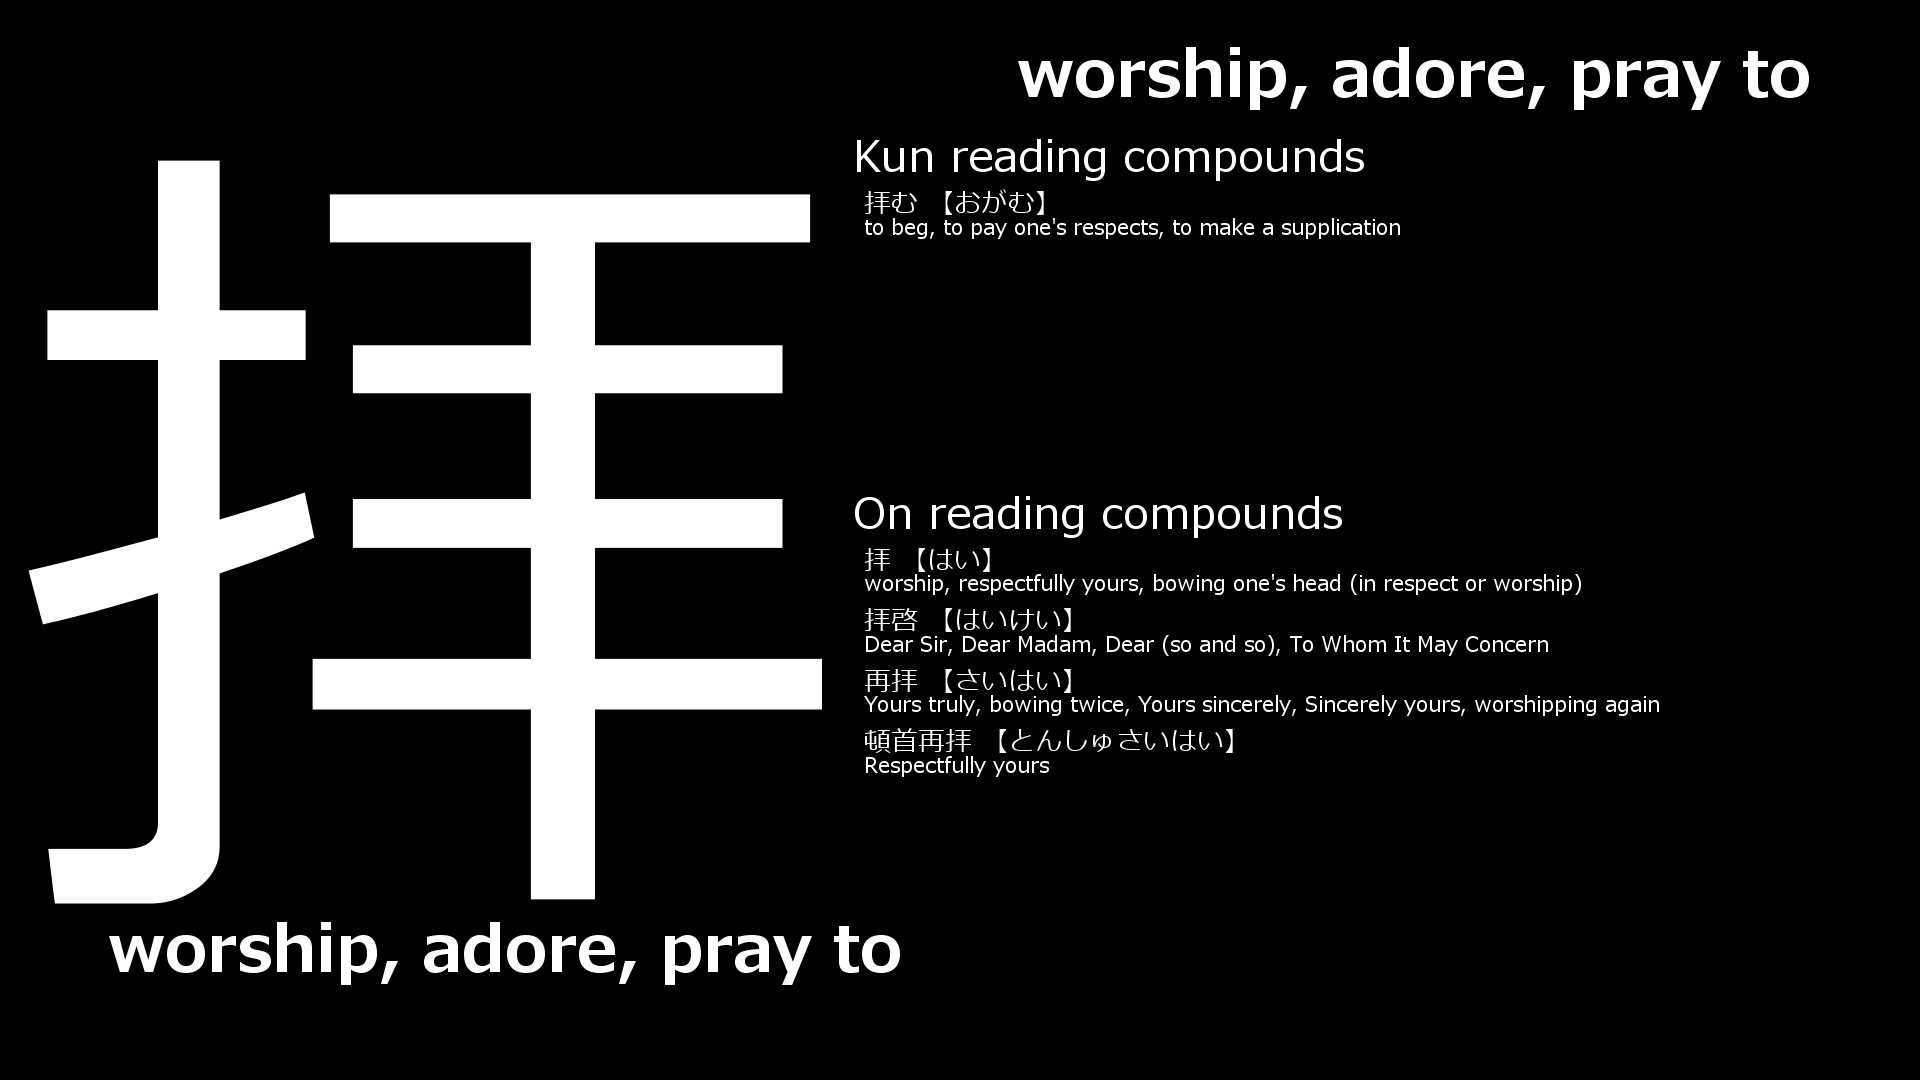 worship, adore, pray to
拝
Kun reading compounds
拝む 【おがむ】
to beg, to pay one's respects, to make a supplication
On reading compounds
拝 【はい】
worship, respectfully yours, bowing one's head (in respect or worship)
拝啓 【はいけい】
Dear Sir, Dear Madam, Dear (so and so), To Whom It May Concern
再拝 【さいはい】
Yours truly, bowing twice, Yours sincerely, Sincerely yours, worshipping again
頓首再拝 【とんしゅさいはい】
Respectfully yours
worship, adore, pray to